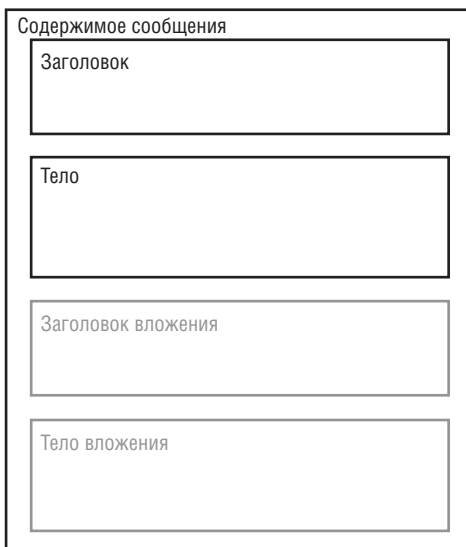 Содержимое сообщения
Заголовок
Тело
Заголовок вложения
Тело вложения